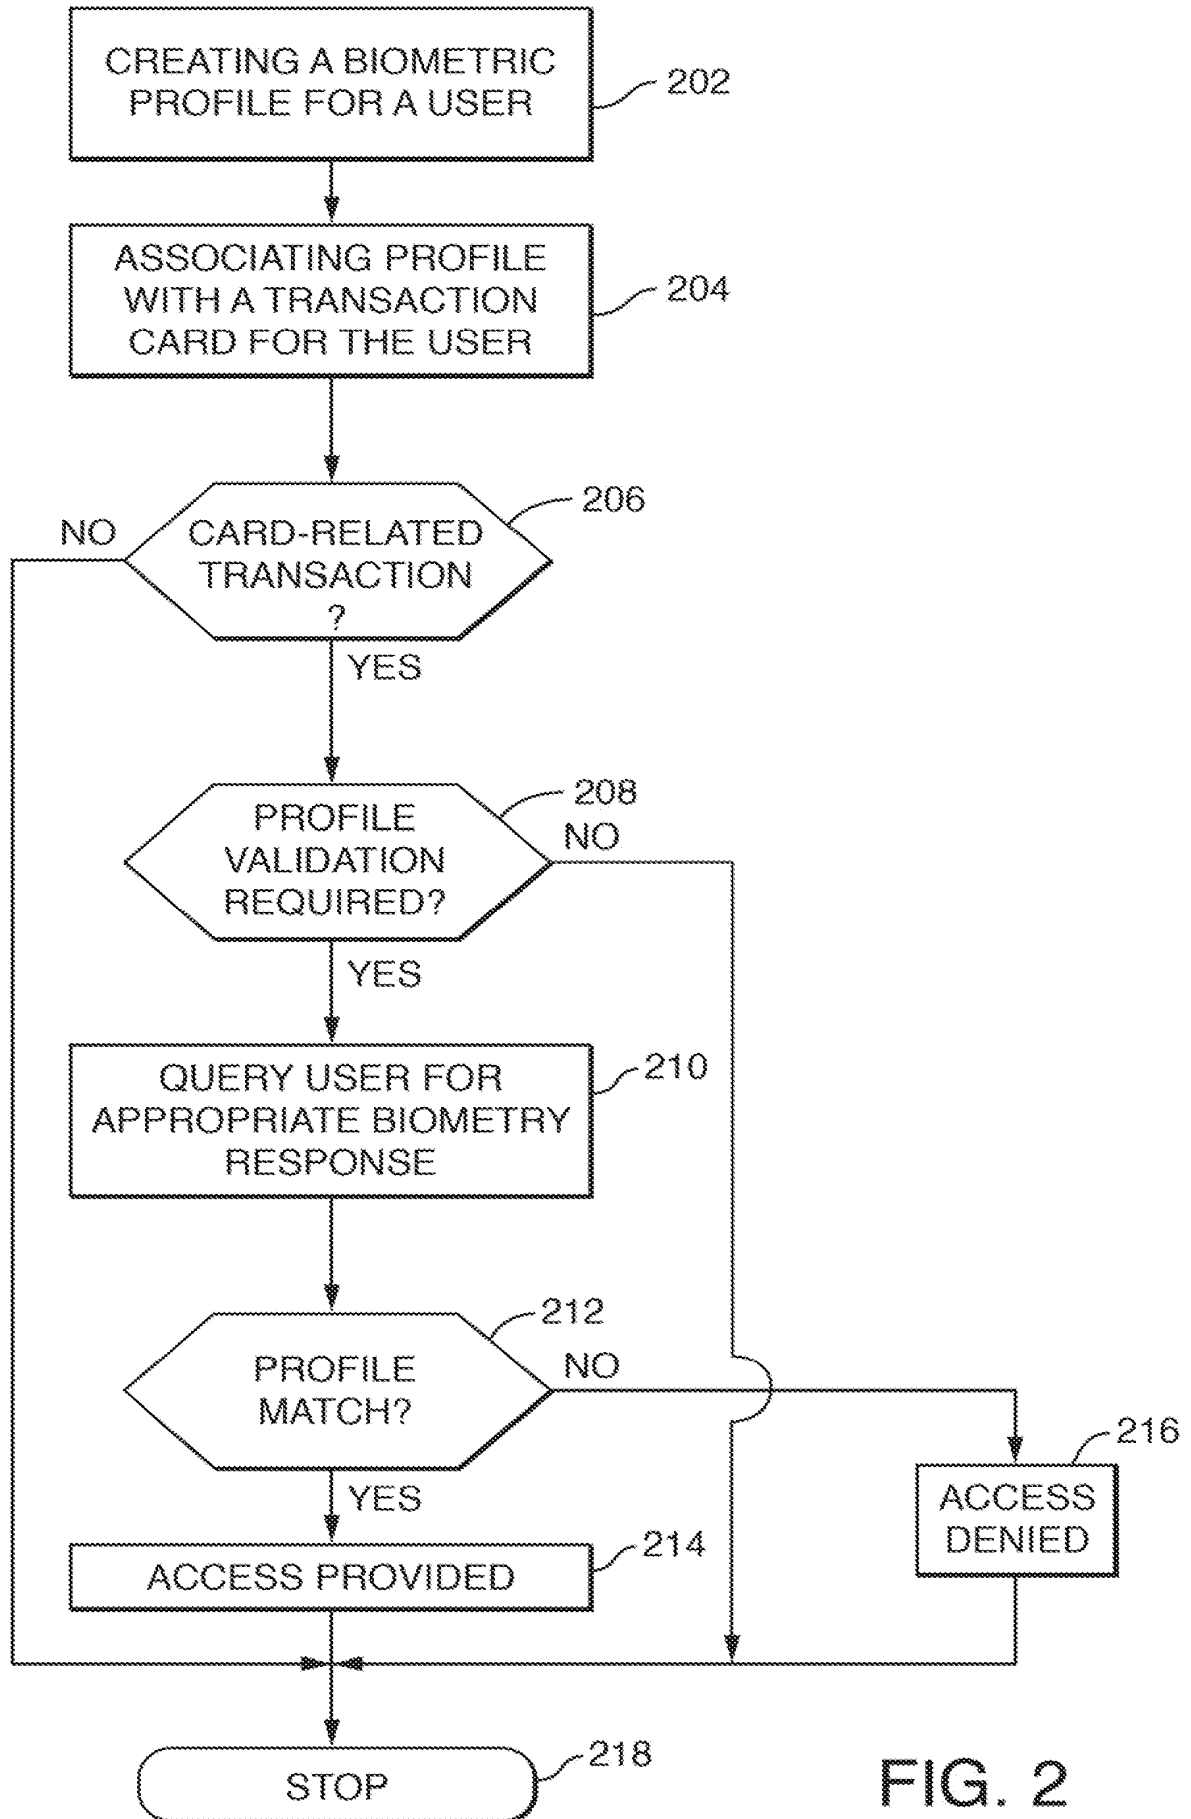 CREATING A BIOMETRIC
PROFILE FOR A USER
202
ASSOCIATING PROFILE
WITH A TRANSACTION
CARD FOR THE USER
204
206
NO
CARD-RELATED
TRANSACTION
?
YES
208
PROFILE
VALIDATION
REQUIRED?
NO
YES
210
QUERY USER FOR
APPROPRIATE BIOMETRY
RESPONSE
212
PROFILE
MATCH?
NO
YES
216
ACCESS
DENIED
214
ACCESS PROVIDED
218
STOP
FIG. 2